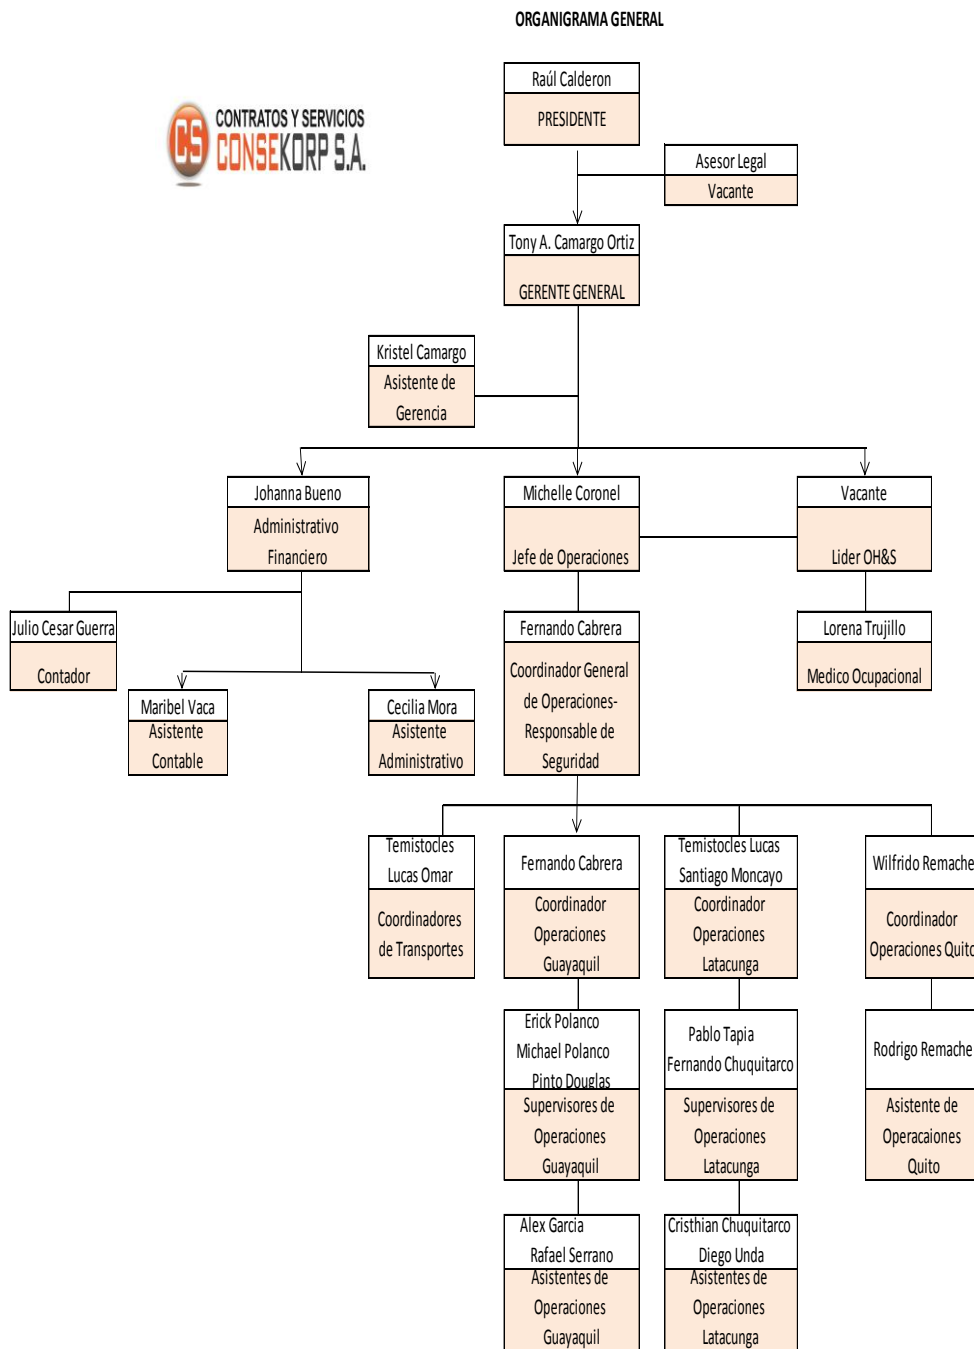 ORGANIGRAMA GENERAL
CS
CONTRATOS Y SERVICIOS
CONSEKORP S.A.
Raúl Calderon
PRESIDENTE
Asesor Legal
Vacante
Tony A. Camargo Ortiz
GERENTE GENERAL
Kristel Camargo
Asistente de
Gerencia
Johanna Bueno
Administrativo
Financiero
Michelle Coronel
Jefe de Operaciones
Vacante
Lider OH&S
Julio Cesar Guerra
Contador
Maribel Vaca
Asistente
Contable
Cecilia Mora
Asistente
Administrativo
Fernando Cabrera
Coordinador General
de Operaciones-
Responsable de
Seguridad
Lorena Trujillo
Medico Ocupacional
Temistocles
Lucas Omar
Coordinadores
de Transportes
Fernando Cabrera
Coordinador
Operaciones
Guayaquil
Temistocles Lucas
Santiago Moncayo
Coordinador
Operaciones
Latacunga
Wilfrido Remache
Coordinador
Operaciones Quito
Erick Polanco
Michael Polanco
Pinto Douglas
Supervisores de
Operaciones
Guayaquil
Pablo Tapia
Fernando Chuquitarco
Supervisores de
Operaciones
Latacunga
Rodrigo Remache
Asistente de
Operacaiones
Quito
Alex Garcia
Rafael Serrano
Asistentes de
Operaciones
Guayaquil
Cristhian Chuquitarco
Diego Unda
Asistentes de
Operaciones
Latacunga